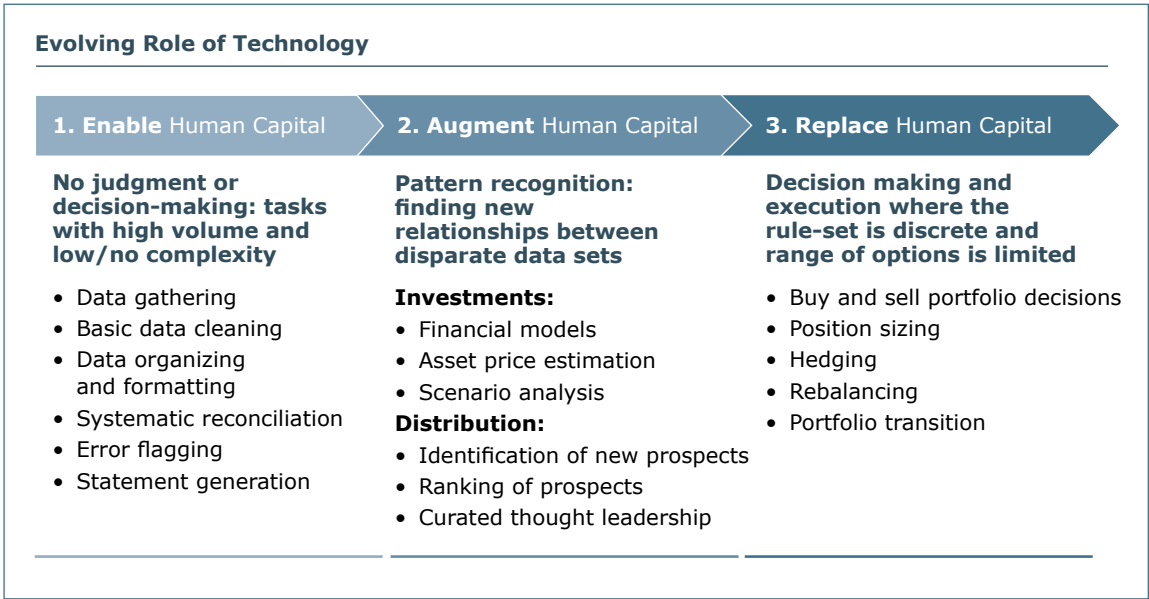 Evolving Role of Technology
1. Enable Human Capital
2. Augment Human Capital
3. Replace Human Capital
No judgment or
decision-making: tasks
with high volume and
low/no complexity
• Data gathering
• Basic data cleaning
• Data organizing
and formatting
• Systematic reconciliation
• Error flagging
• Statement generation
Pattern recognition:
finding new
relationships between
disparate data sets
Investments:
• Financial models
• Asset price estimation
• Scenario analysis
Distribution:
• Identification of new prospects
• Ranking of prospects
• Curated thought leadership
Decision making and
execution where the
rule-set is discrete and
range of options is limited
• Buy and sell portfolio decisions
• Position sizing
• Hedging
• Rebalancing
• Portfolio transition